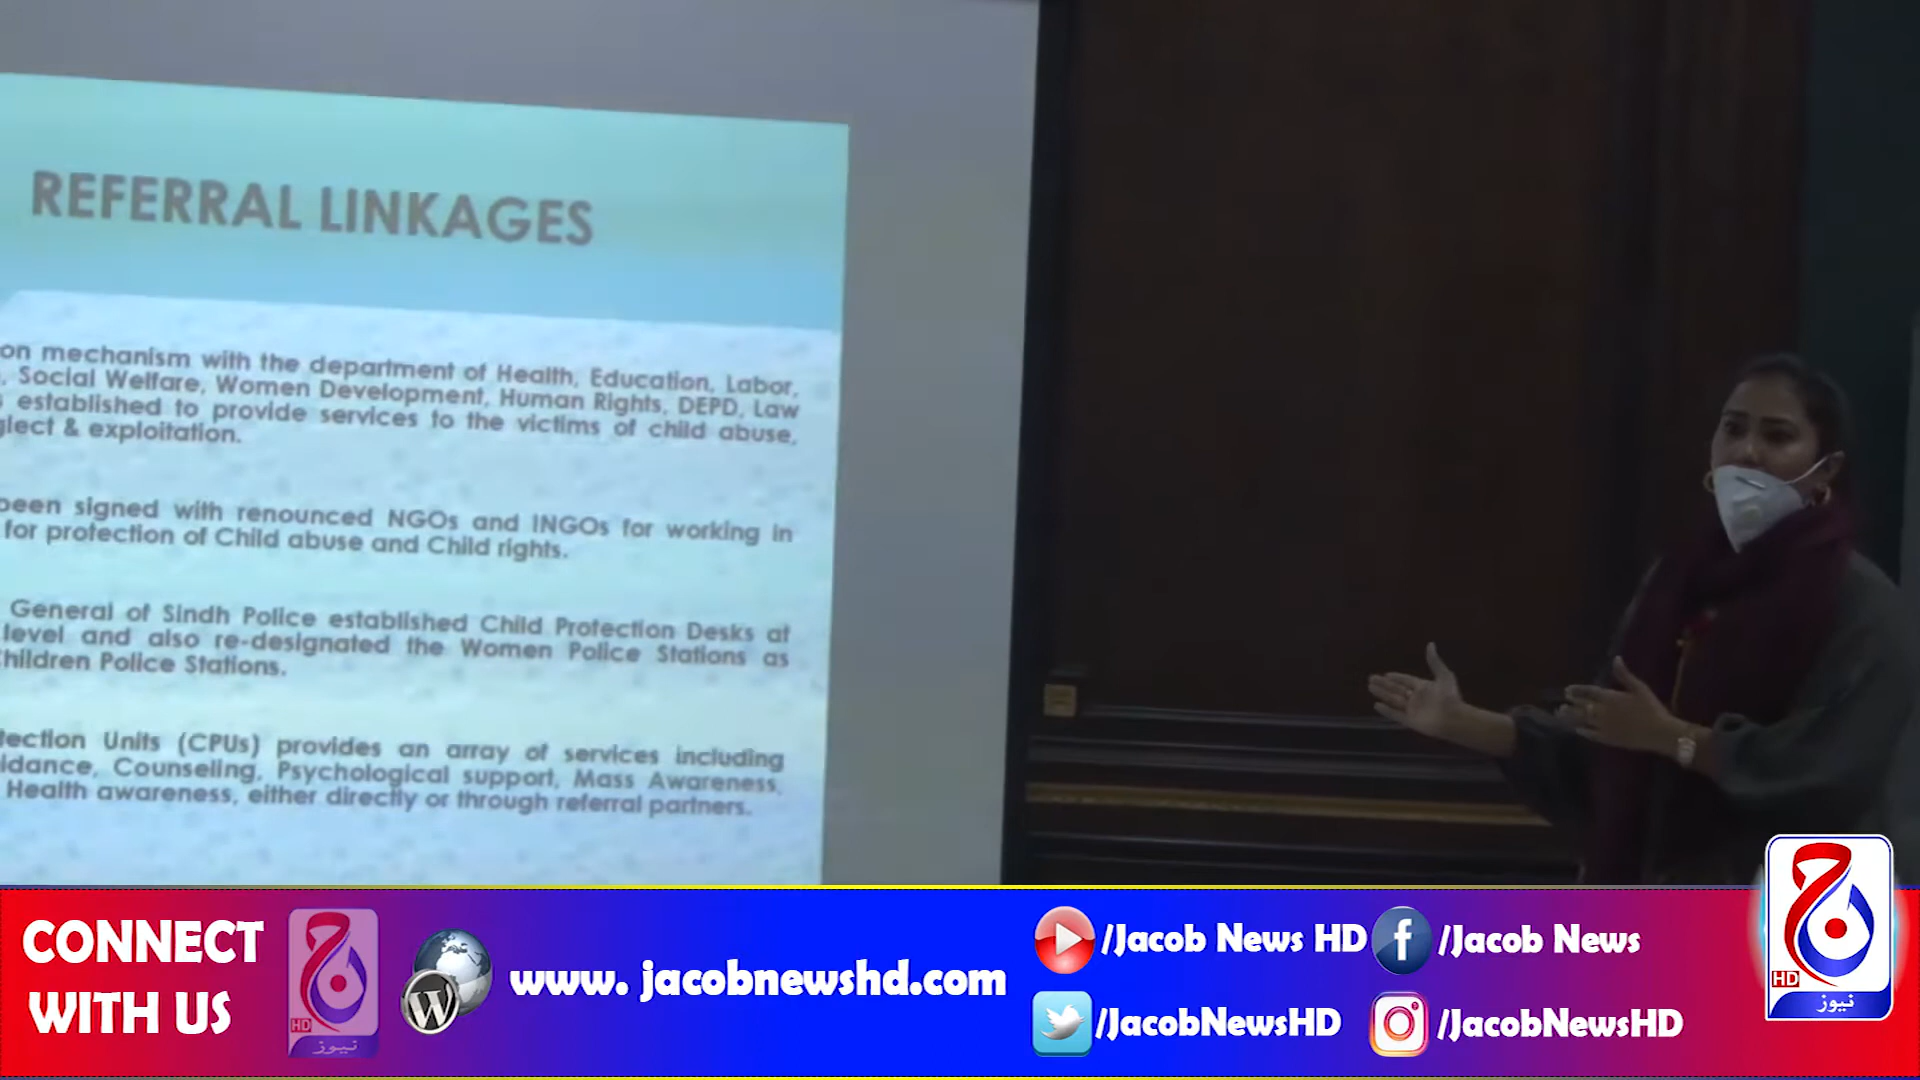 REFERRAL LINKAGES
on mechanism with the department of Health, Education, Labor,
, Social Welfare, Women Development, Human Rights, DEPD, Law
established to provide services to the victims of child abuse,
glect & exploitation.
been signed with renounced NGOs and INGOs for working in
for protection of Child abuse and Child rights.
General of Sindh Police established Child Protection Desks at
level and also re-designated the Women Police Stations as
hildren Police Stations.
tection Units (CPUs) provides an array of services including
idance, Counseling, Psychological support, Mass Awareness,
Health awareness, either directly or through referral partners.
CONNECT
WITH US
HD
نیوز
www. jacobnewshd.com
/Jacob News HD
/Jacob News
/JacobNewsHD
/JacobNewsHD
HD
نیوز